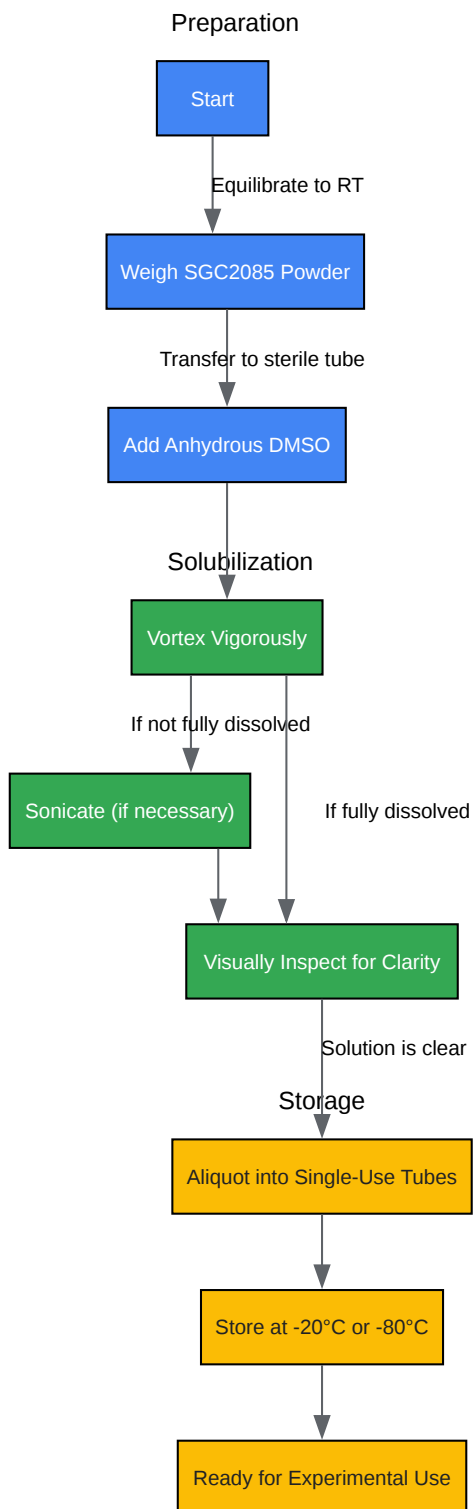 Preparation
Start
Equilibrate to RT
Weigh SGC2085 Powder
Transfer to sterile tube
Add Anhydrous DMSO
Solubilization
Vortex Vigorously
If not fully dissolved
Sonicate (if necessary)
If fully dissolved
Visually Inspect for Clarity
Solution is clear
Storage
Aliquot into Single-Use Tubes
Store at -20°C or -80°C
Ready for Experimental Use